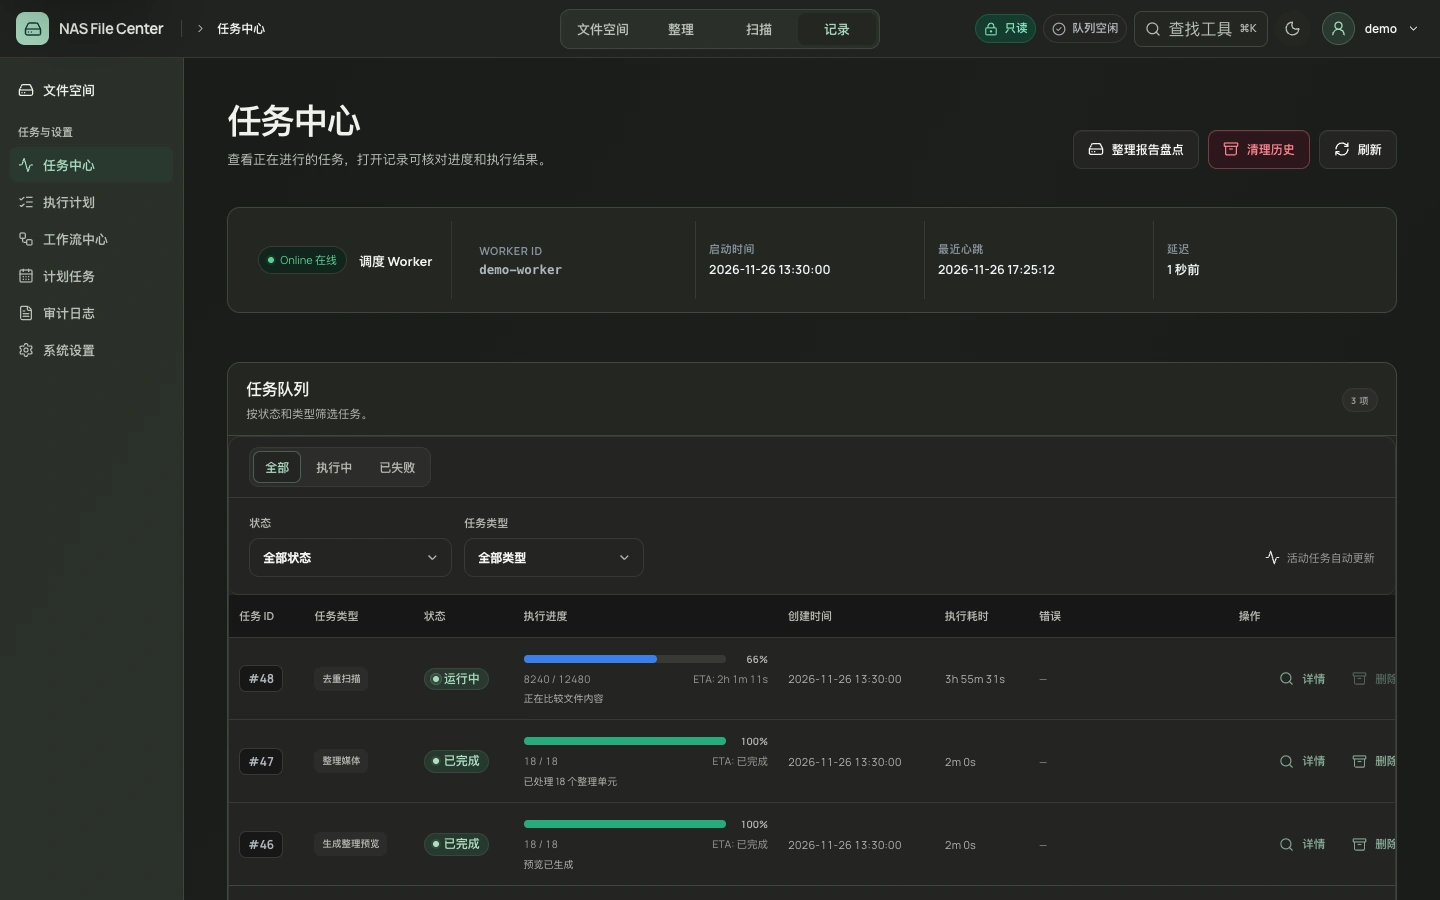 NAS File Center
任务中心
文件空间 整理 扫描 记录
只读
队列空闲
查找工具 ⌘K
demo
文件空间
任务与设置
任务中心
执行计划
工作流中心
计划任务
审计日志
系统设置
任务中心
查看正在进行的任务，打开记录可核对进度和执行结果。
整理报告盘点
清理历史
刷新
Online 在线 调度 Worker
WORKER ID
demo-worker
启动时间
2026-11-26 13:30:00
最近心跳
2026-11-26 17:25:12
延迟
1 秒前
任务队列
按状态和类型筛选任务。
3 项
全部 执行中 已失败
状态
全部状态
任务类型
全部类型
活动任务自动更新
任务 ID 任务类型 状态 执行进度 创建时间 执行耗时 错误 操作
#48 去重扫描 运行中 66%
8240 / 12480 ETA: 2h 1m 11s
正在比较文件内容
2026-11-26 13:30:00 3h 55m 31s — 详情 删除
#47 整理媒体 已完成 100%
18 / 18 ETA: 已完成
已处理 18 个整理单元
2026-11-26 13:30:00 2m 0s — 详情 删除
#46 生成整理预览 已完成 100%
18 / 18 ETA: 已完成
预览已生成
2026-11-26 13:30:00 2m 0s — 详情 删除